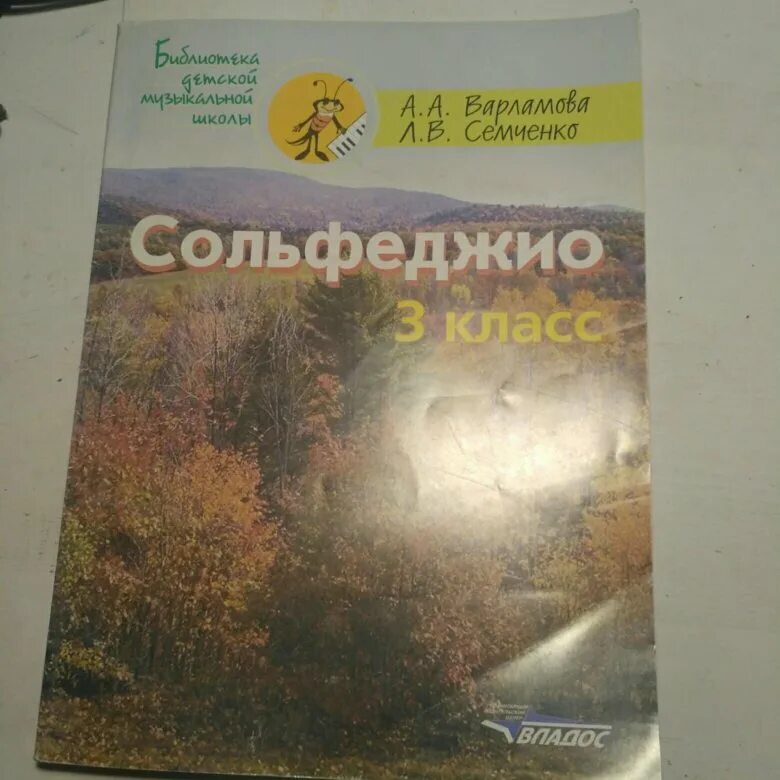 Библиотека
детской
музыкальной
школы
А.А. Варламова
Л.В. Семченко
Сольфеджио
3 класс
ВЛАДОС